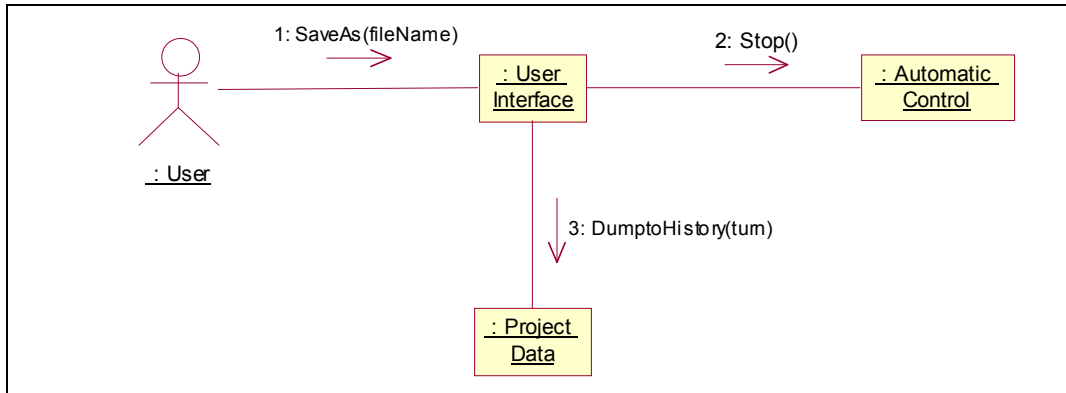 1: SaveAs(fileName)
2: Stop()
: User
Interface
: Automatic
Control
: User
3: DumptoHistory(turn)
: Project
Data